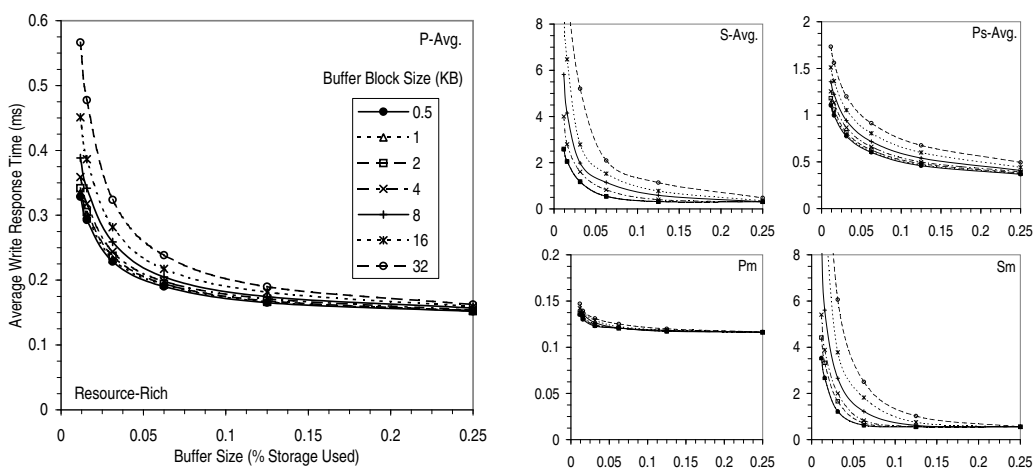 P-Avg.
Average Write Response Time (ms)
0.6
0.5
0.4
0.3
0.2
0.1
0
Buffer Block Size (KB)
0.5
1
2
4
8
16
32
Resource-Rich
0 0.05 0.1 0.15 0.2 0.25
Buffer Size (% Storage Used)
S-Avg.
8
6
4
2
0
0 0.05 0.1 0.15 0.2 0.25
Ps-Avg.
2
1.5
1
0.5
0
0 0.05 0.1 0.15 0.2 0.25
Pm
0.2
0.15
0.1
0.05
0
0 0.05 0.1 0.15 0.2 0.25
Sm
8
6
4
2
0
0 0.05 0.1 0.15 0.2 0.25